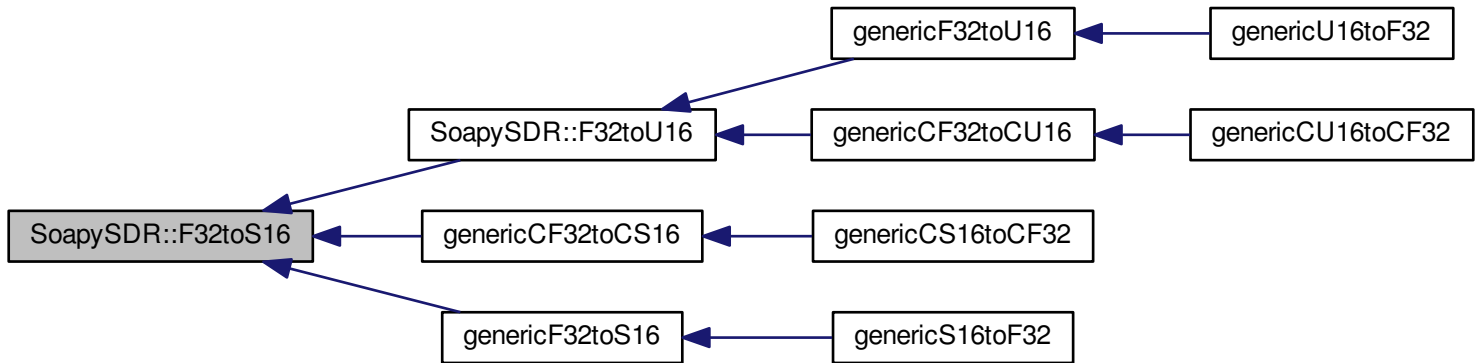 genericF32toU16
genericU16toF32
SoapySDR::F32toU16
genericCF32toCU16
genericCU16toCF32
SoapySDR::F32toS16
genericCF32toCS16
genericCS16toCF32
genericF32toS16
genericS16toF32